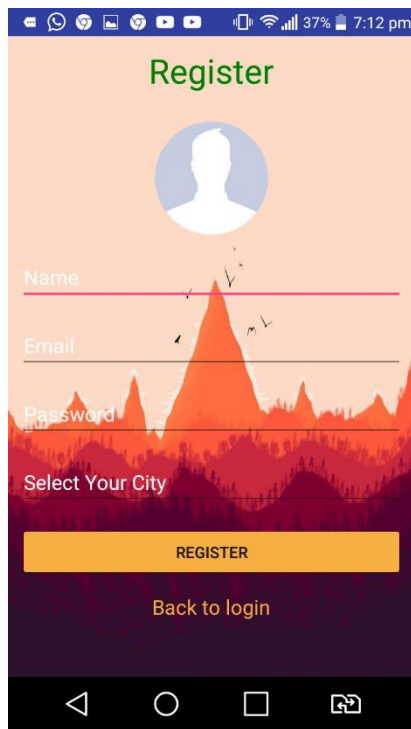 37% 7:12 pm
Register
Name
Email
Password
Select Your City
REGISTER
Back to login